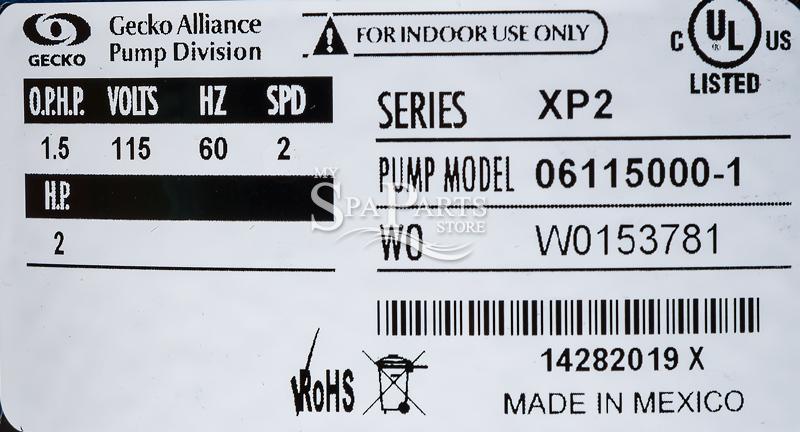 GECKO
Gecko Alliance
Pump Division
FOR INDOOR USE ONLY
C UL US
®
LISTED
O.P.H.P. VOLTS HZ SPD
1.5 115 60 2
H.P.
2
SERIES XP2
PUMP MODEL 06115000-1
WO W0153781
MY
SPA PARTS
STORE
14282019 X
RoHS
MADE IN MEXICO